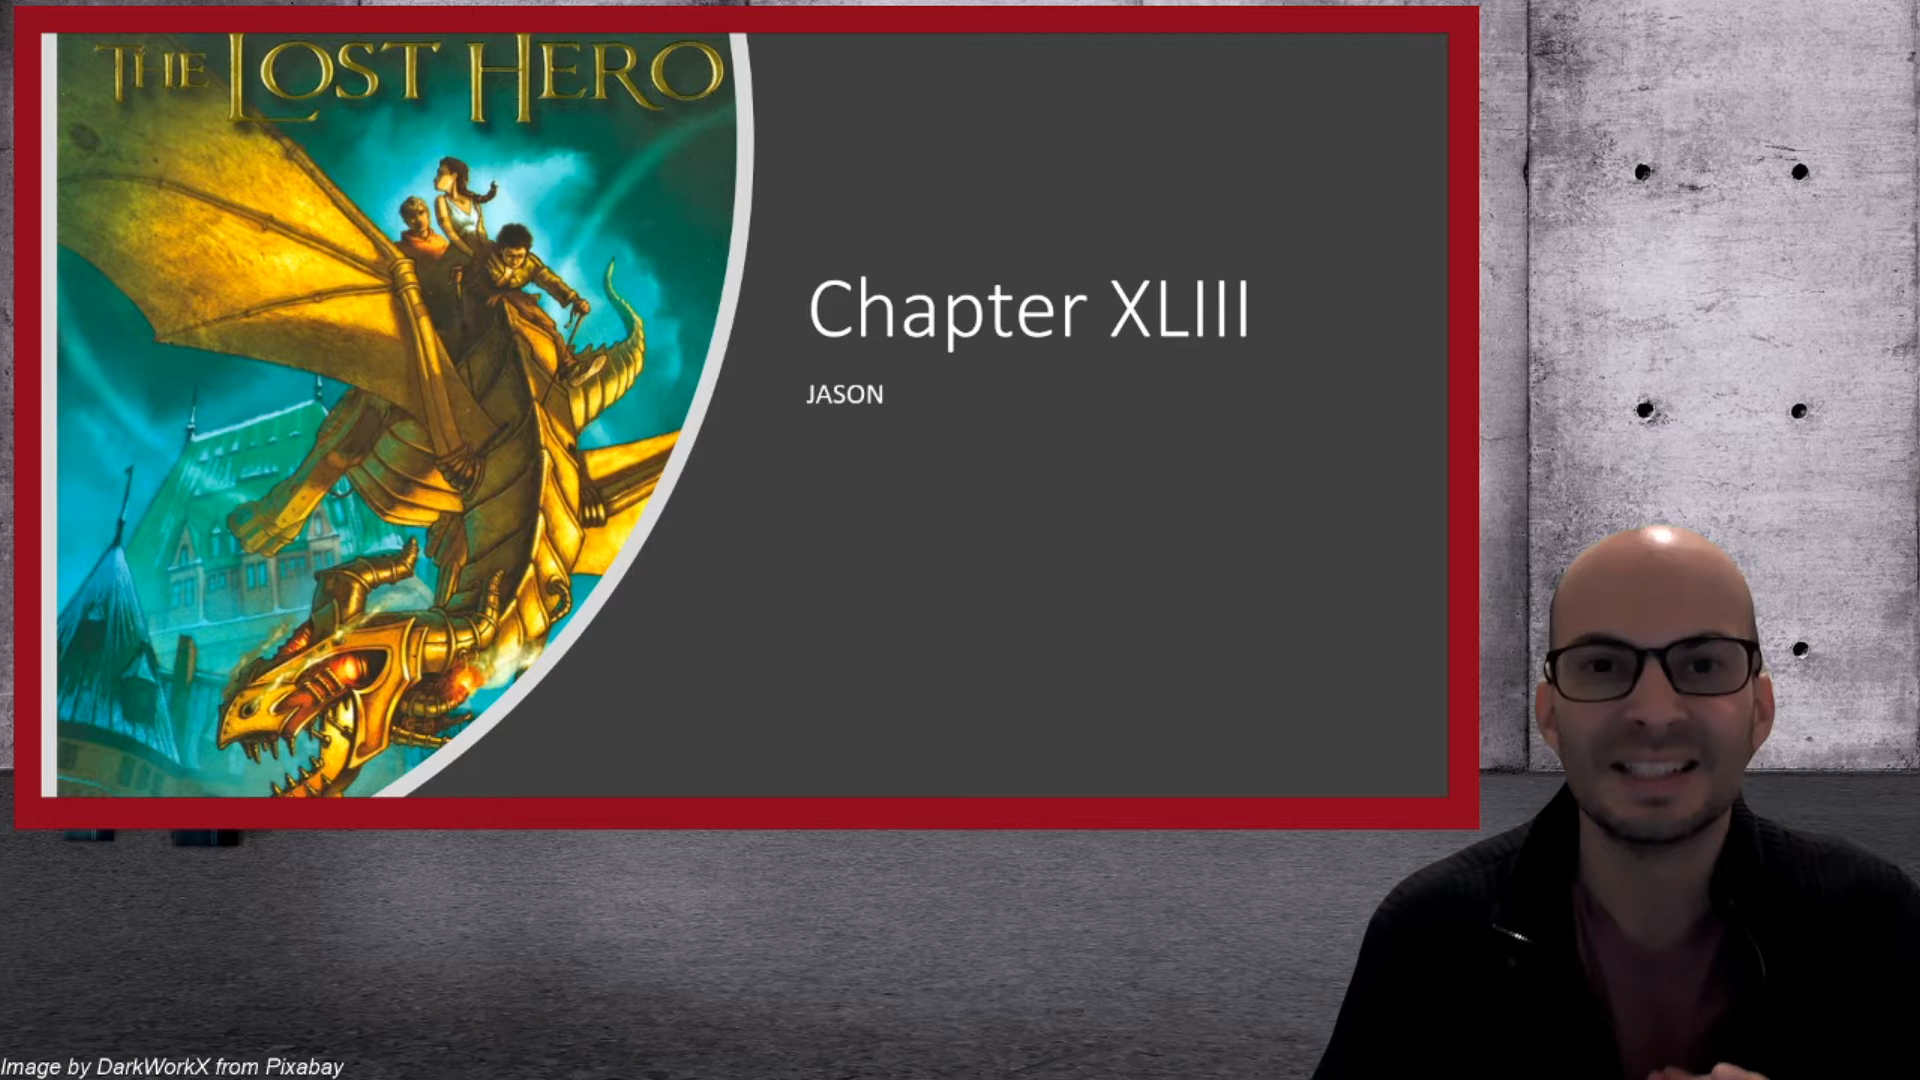 THE LOST HERO
Chapter XLIII
JASON
Image by DarkWorkX from Pixabay